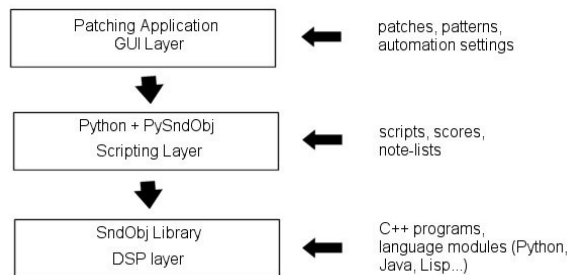 Patching Application
GUI Layer
patches, patterns,
automation settings
Python + PySndObj
Scripting Layer
scripts, scores,
note-lists
SndObj Library
DSP layer
C++ programs,
language modules (Python,
Java, Lisp...)